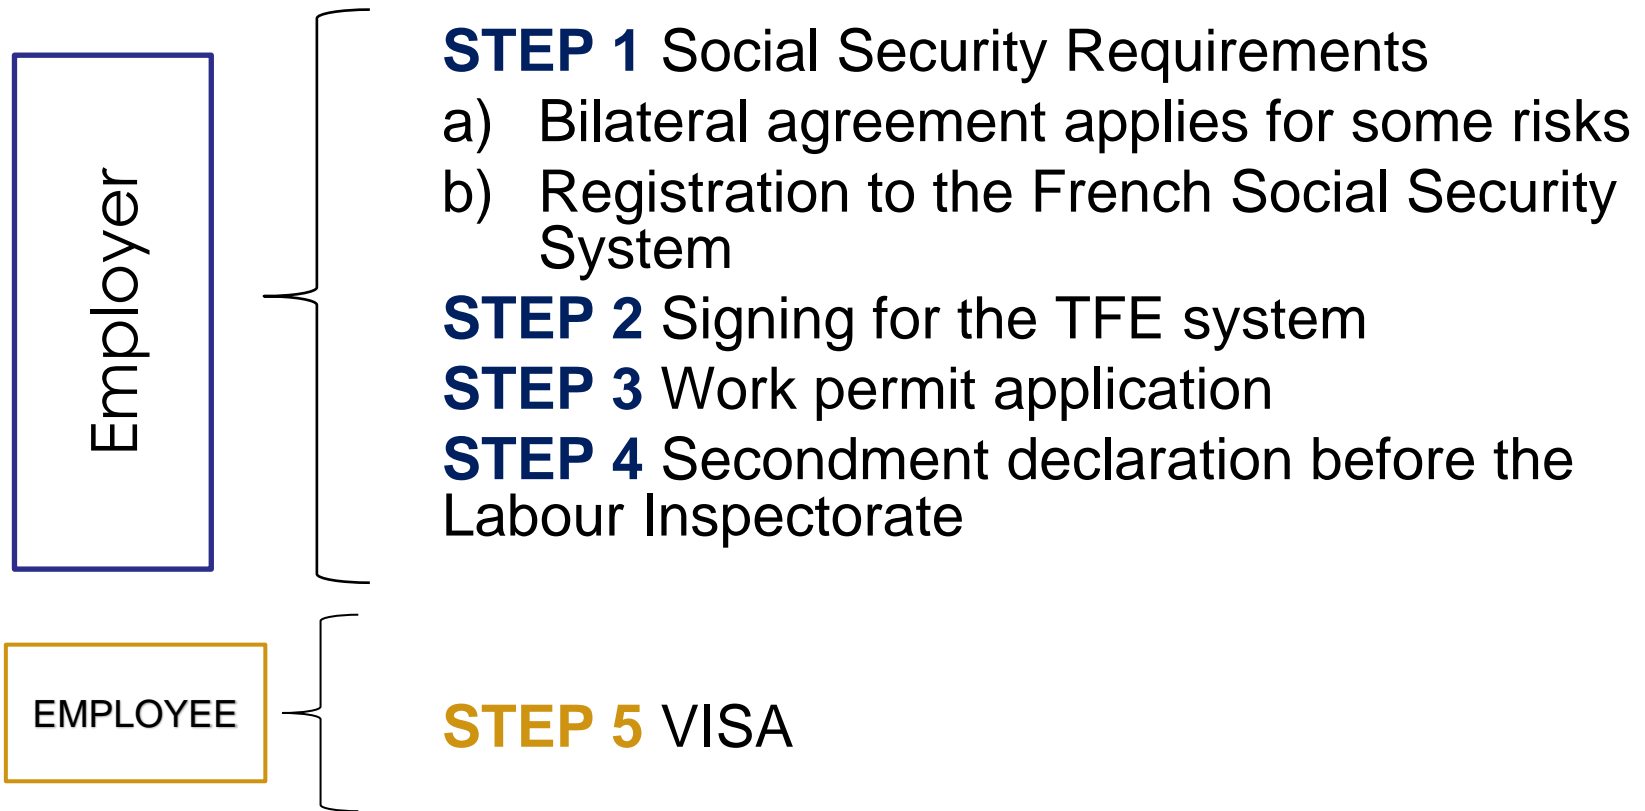 Employer
STEP 1 Social Security Requirements
a) Bilateral agreement applies for some risks
b) Registration to the French Social Security
System
STEP 2 Signing for the TFE system
STEP 3 Work permit application
STEP 4 Secondment declaration before the
Labour Inspectorate
EMPLOYEE
STEP 5 VISA